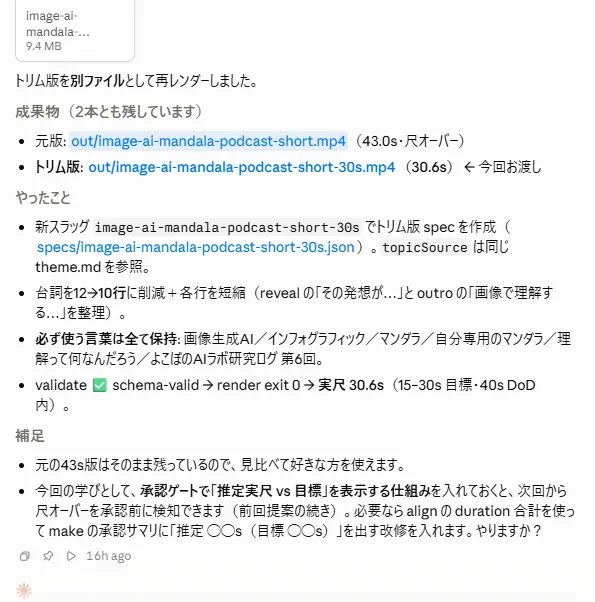 image-ai-
mandala-...
9.4 MB
トリム版を別ファイルとして再レンダーしました。
成果物（2本とも残しています）
• 元版: out/image-ai-mandala-podcast-short.mp4（43.0s・尺オーバー）
• トリム版: out/image-ai-mandala-podcast-short-30s.mp4（30.6s）← 今回お渡し
やったこと
• 新スラッグ image-ai-mandala-podcast-short-30s でトリム版 spec を作成（
specs/image-ai-mandala-podcast-short-30s.json）。topicSource は同じ
theme.md を参照。
• 台詞を12→10行に削減＋各行を短縮（reveal の「その発想が…」と outro の「画像で理解す
る…」を整理）。
• 必ず使う言葉は全て保持: 画像生成AI／インフォグラフィック／マンダラ／自分専用のマンダラ／理
解って何なんだろう／よこぽのAIラボ研究ログ 第6回。
• validate ✅ schema-valid → render exit 0 → 実尺 30.6s（15–30s 目標・40s DoD
内）。
補足
• 元の43s版はそのまま残っているので、見比べて好きな方を使えます。
• 今回の学びとして、承認ゲートで「推定実尺 vs 目標」を表示する仕組みを入れておくと、次回から
尺オーバーを承認前に検知できます（前回提案の続き）。必要なら align の duration 合計を使っ
て make の承認サマリに「推定 ◯◯s（目標 ◯◯s）」を出す改修を入れます。やりますか？
16h ago